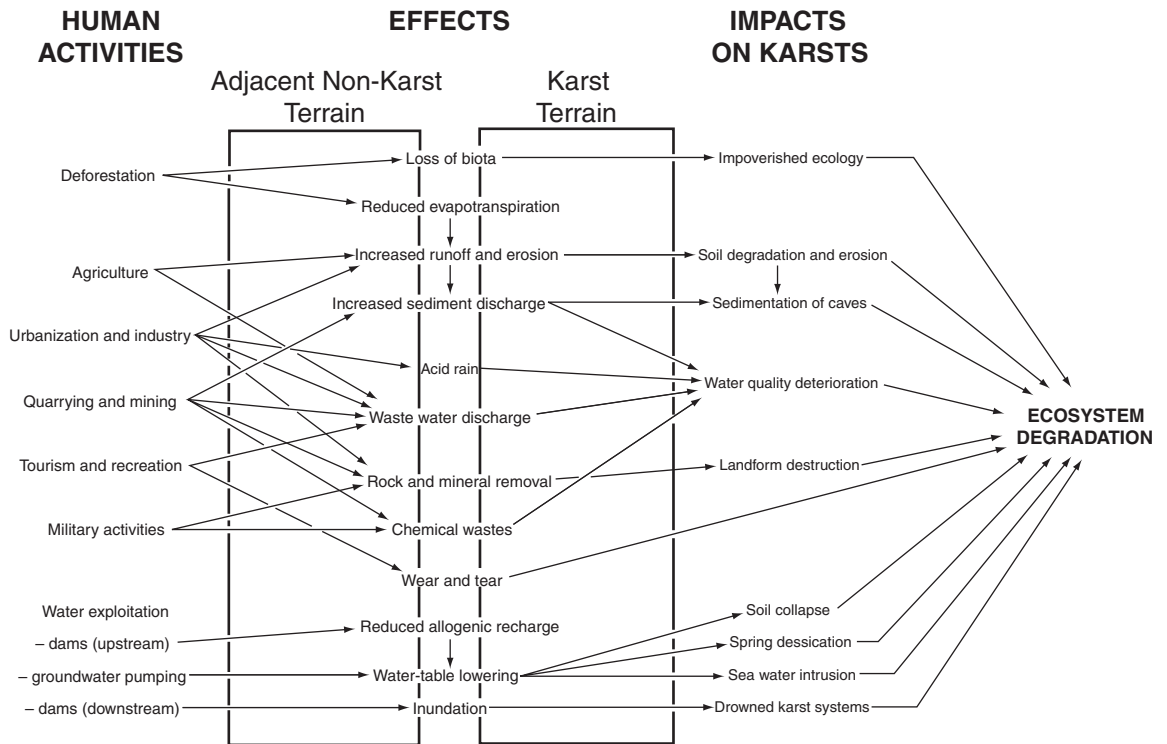 HUMAN
ACTIVITIES
EFFECTS
IMPACTS
ON KARSTS
Adjacent Non-Karst
Terrain
Karst
Terrain
Deforestation
Agriculture
Urbanization and industry
Quarrying and mining
Tourism and recreation
Military activities
Water exploitation
– dams (upstream)
– groundwater pumping
– dams (downstream)
Loss of biota
Reduced evapotranspiration
Increased runoff and erosion
Increased sediment discharge
Acid rain
Waste water discharge
Rock and mineral removal
Chemical wastes
Wear and tear
Reduced allogenic recharge
Water-table lowering
Inundation
Impoverished ecology
Soil degradation and erosion
Sedimentation of caves
Water quality deterioration
Landform destruction
Soil collapse
Spring dessication
Sea water intrusion
Drowned karst systems
ECOSYSTEM
DEGRADATION